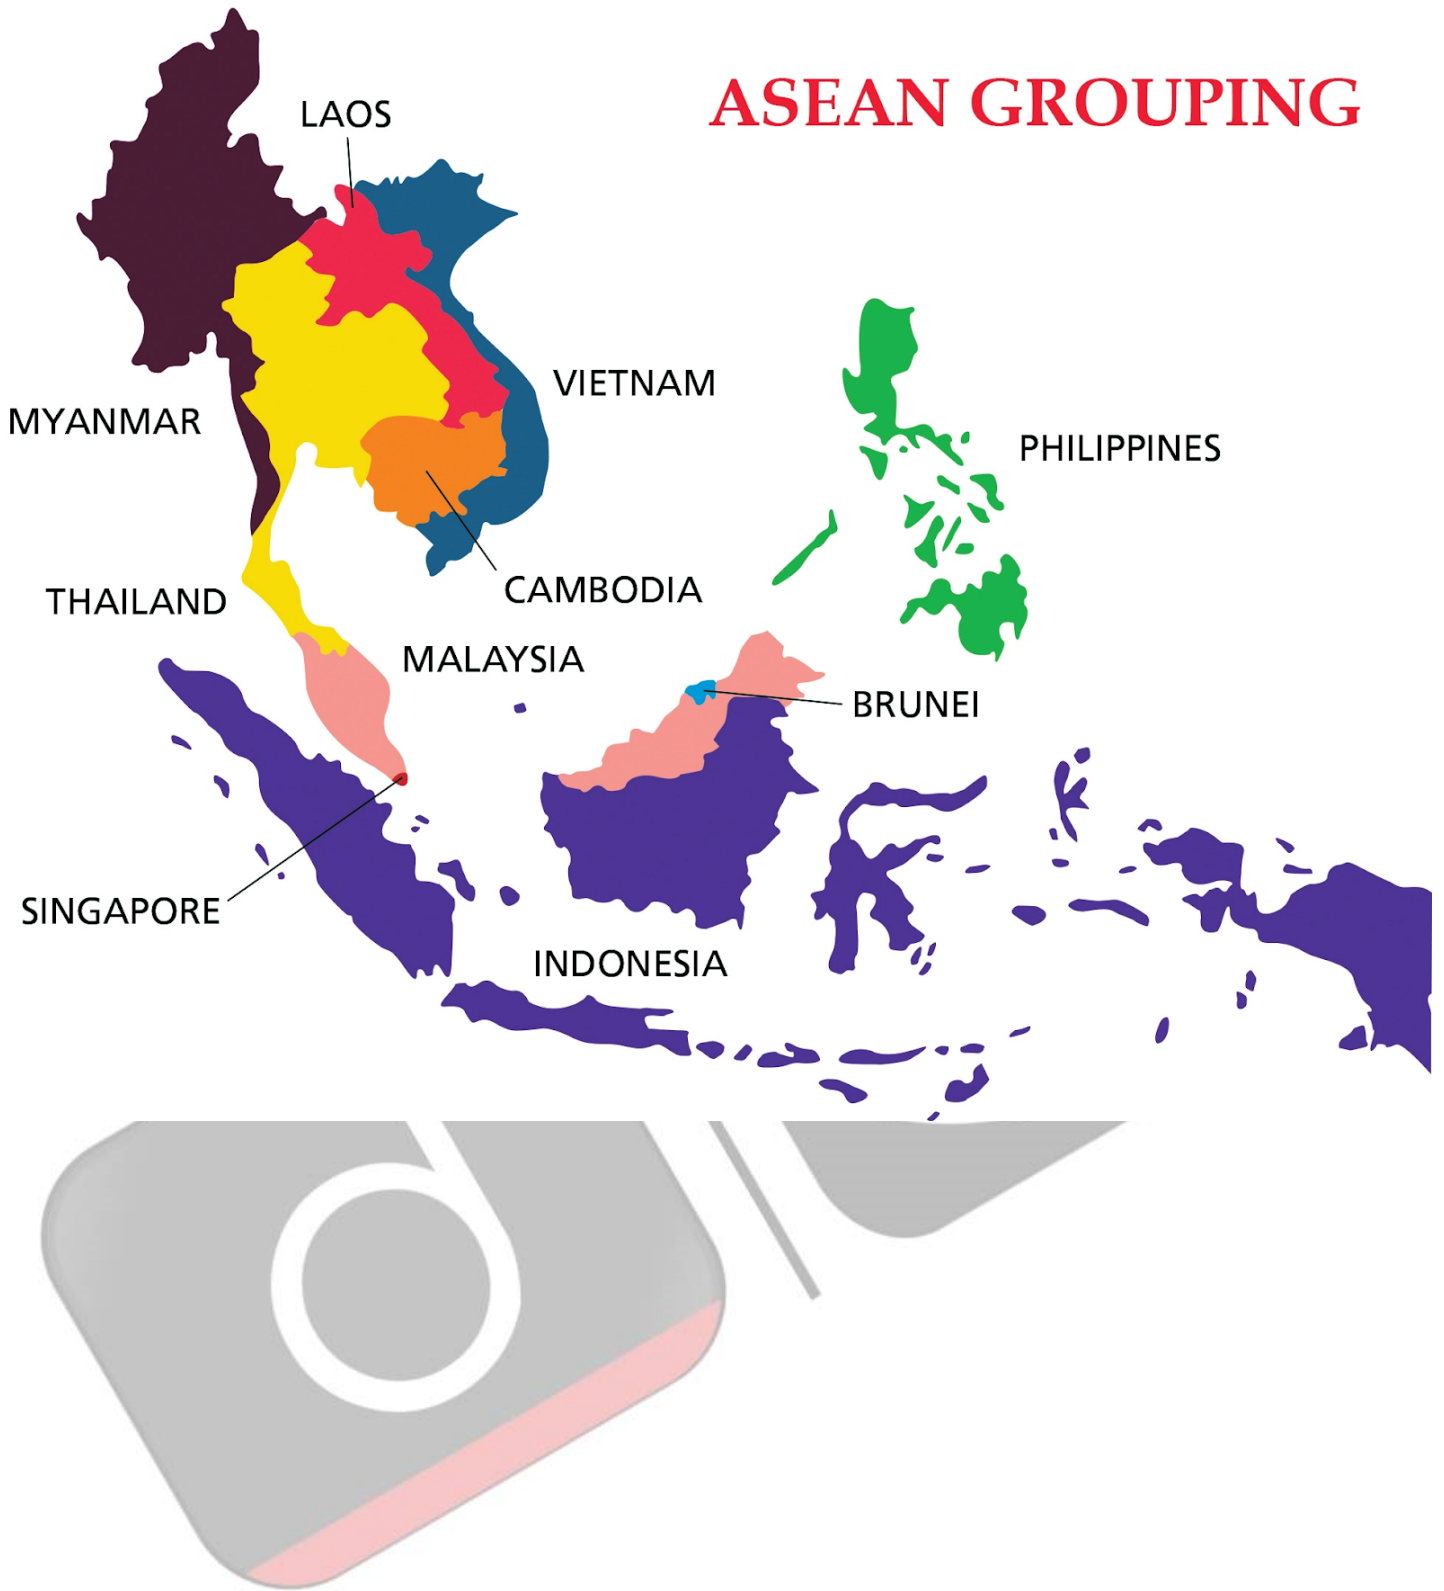 ASEAN GROUPING
LAOS
VIETNAM
MYANMAR
PHILIPPINES
CAMBODIA
THAILAND
MALAYSIA
BRUNEI
SINGAPORE
INDONESIA